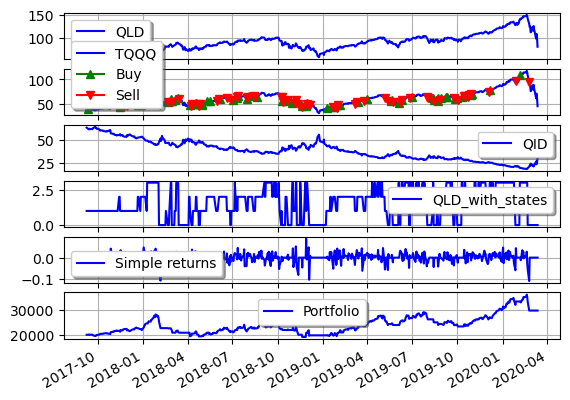 150
100
QLD
TQQQ
Buy
Sell
100
50
50
25
QID
2.5
0.0
QLD_with_states
0.0
−0.1
Simple returns
30000
20000
Portfolio
2017-10
2018-01
2018-04
2018-07
2018-10
2019-01
2019-04
2019-07
2019-10
2020-01
2020-04